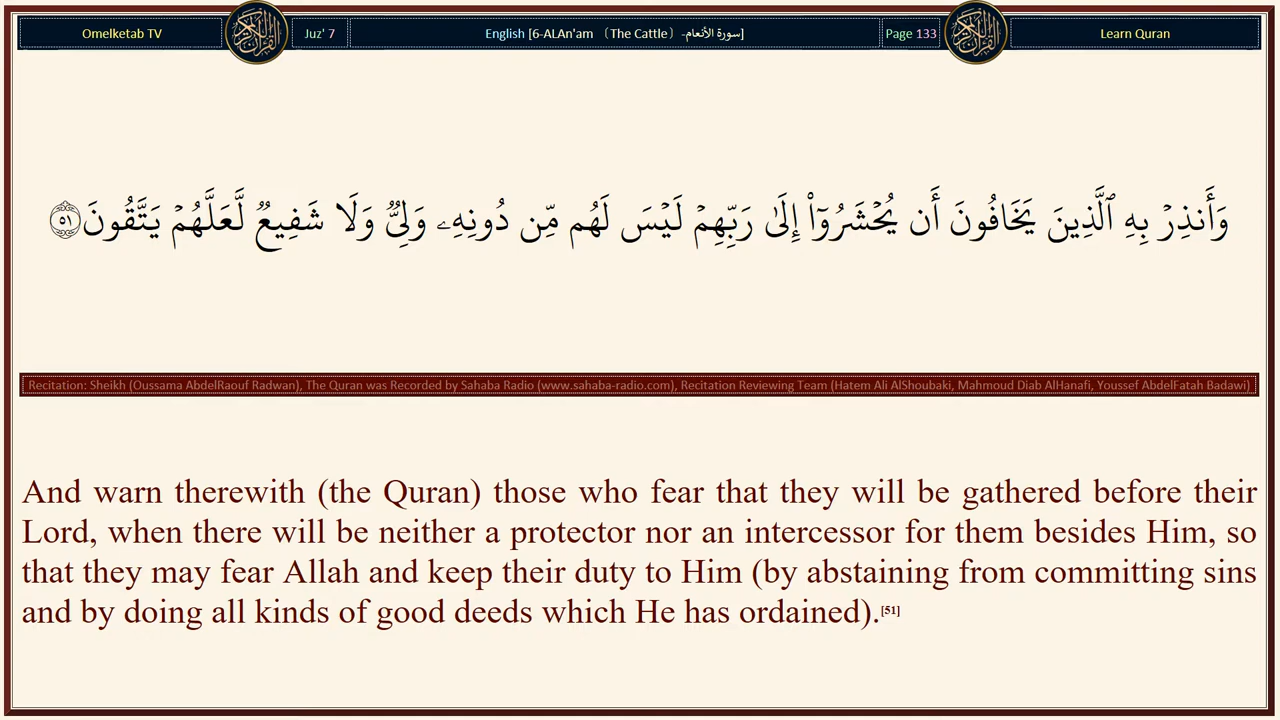 Omelketab TV
Juz' 7
English [6-ALAn'am (The Cattle) -سورة الأنعام]
Page 133
Learn Quran
وَأَنذِرۡ بِهِ ٱلَّذِينَ يَخَافُونَ أَن يُحۡشَرُوٓاْ إِلَىٰ رَبِّهِمۡ لَيۡسَ لَهُم مِّن دُونِهِۦ وَلِيّٞ وَلَا شَفِيعٞ لَّعَلَّهُمۡ يَتَّقُونَ ٥١
Recitation: Sheikh (Oussama AbdelRaouf Radwan), The Quran was Recorded by Sahaba Radio (www.sahaba-radio.com), Recitation Reviewing Team (Hatem Ali AlShoubaki, Mahmoud Diab AlHanafi, Youssef AbdelFatah Badawi)
And warn therewith (the Quran) those who fear that they will be gathered before their
Lord, when there will be neither a protector nor an intercessor for them besides Him, so
that they may fear Allah and keep their duty to Him (by abstaining from committing sins
and by doing all kinds of good deeds which He has ordained).[51]